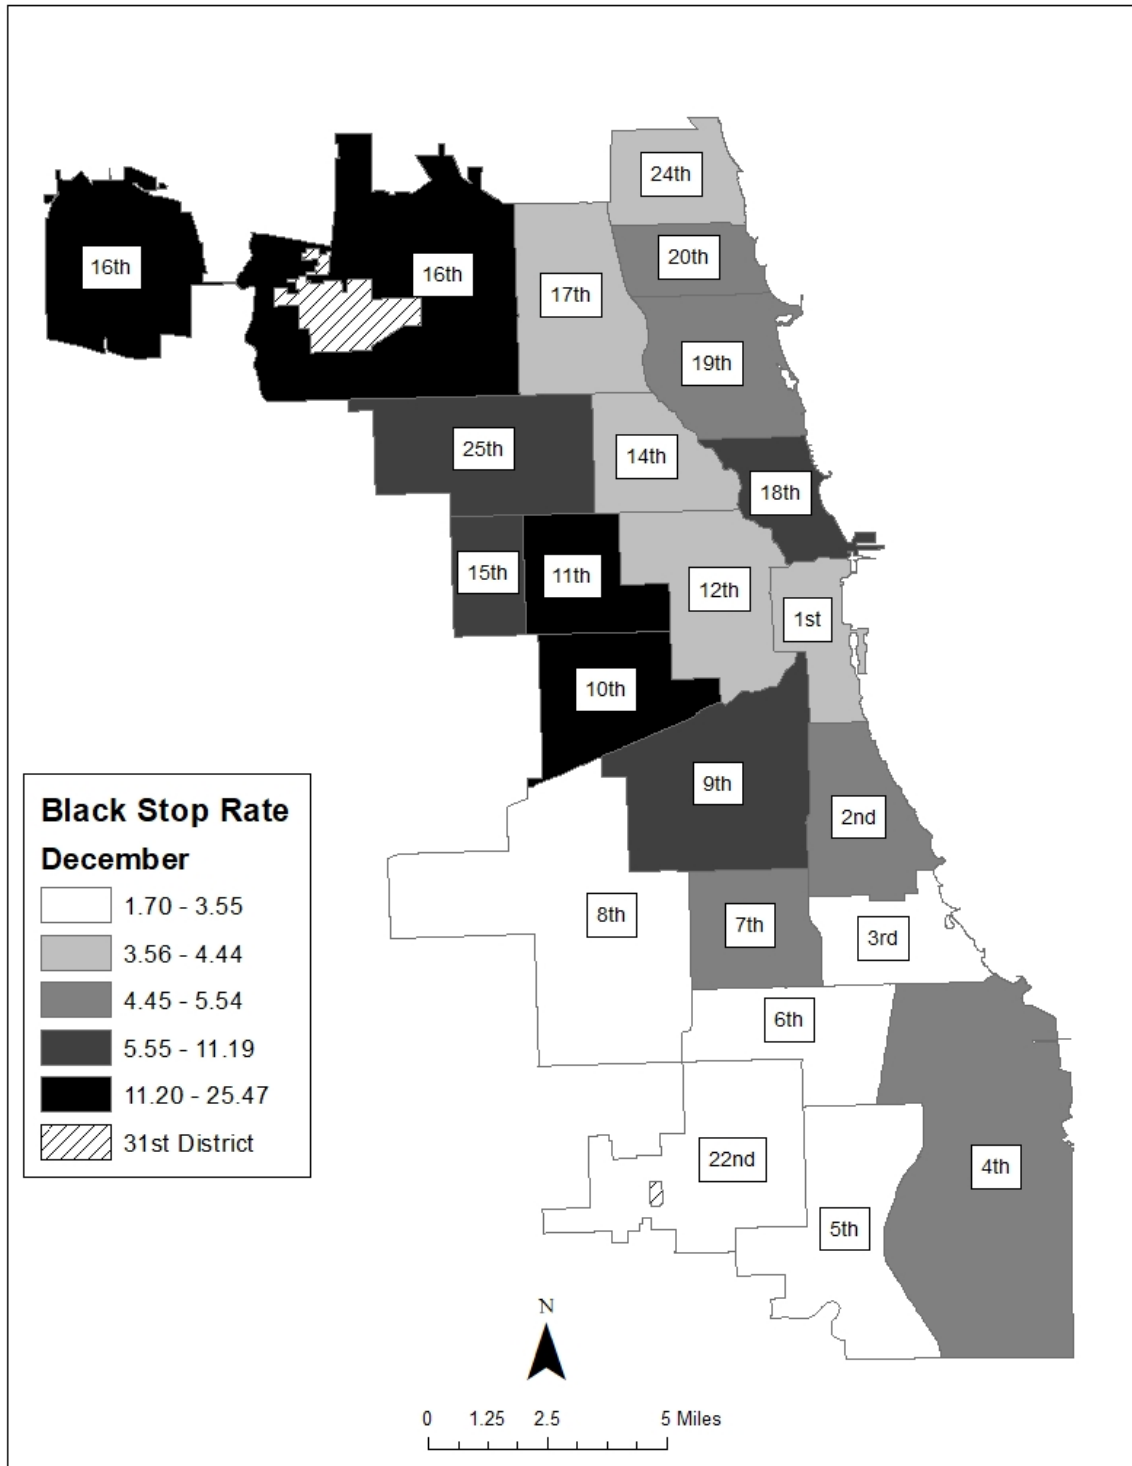 24th
20th
16th
16th
17th
19th
25th
14th
18th
15th
11th
12th
1st
10th
9th
2nd
8th
7th
3rd
6th
22nd
4th
5th
Black Stop Rate
December
1.70 - 3.55
3.56 - 4.44
4.45 - 5.54
5.55 - 11.19
11.20 - 25.47
31st District
N
0 1.25 2.5 5 Miles